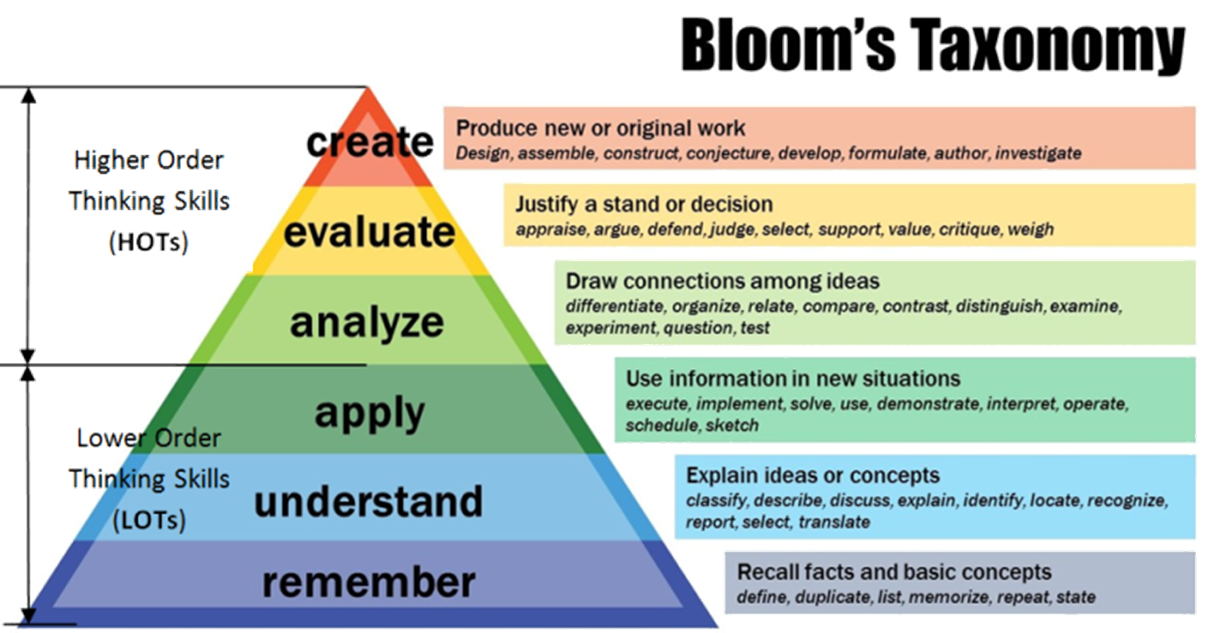 Bloom's Taxonomy
Higher Order
Thinking Skills
(HOTs)
Lower Order
Thinking Skills
(LOTs)
create
Produce new or original work
Design, assemble, construct, conjecture, develop, formulate, author, investigate
evaluate
Justify a stand or decision
appraise, argue, defend, judge, select, support, value, critique, weigh
analyze
Draw connections among ideas
differentiate, organize, relate, compare, contrast, distinguish, examine,
experiment, question, test
apply
Use information in new situations
execute, implement, solve, use, demonstrate, interpret, operate,
schedule, sketch
understand
Explain ideas or concepts
classify, describe, discuss, explain, identify, locate, recognize,
report, select, translate
remember
Recall facts and basic concepts
define, duplicate, list, memorize, repeat, state